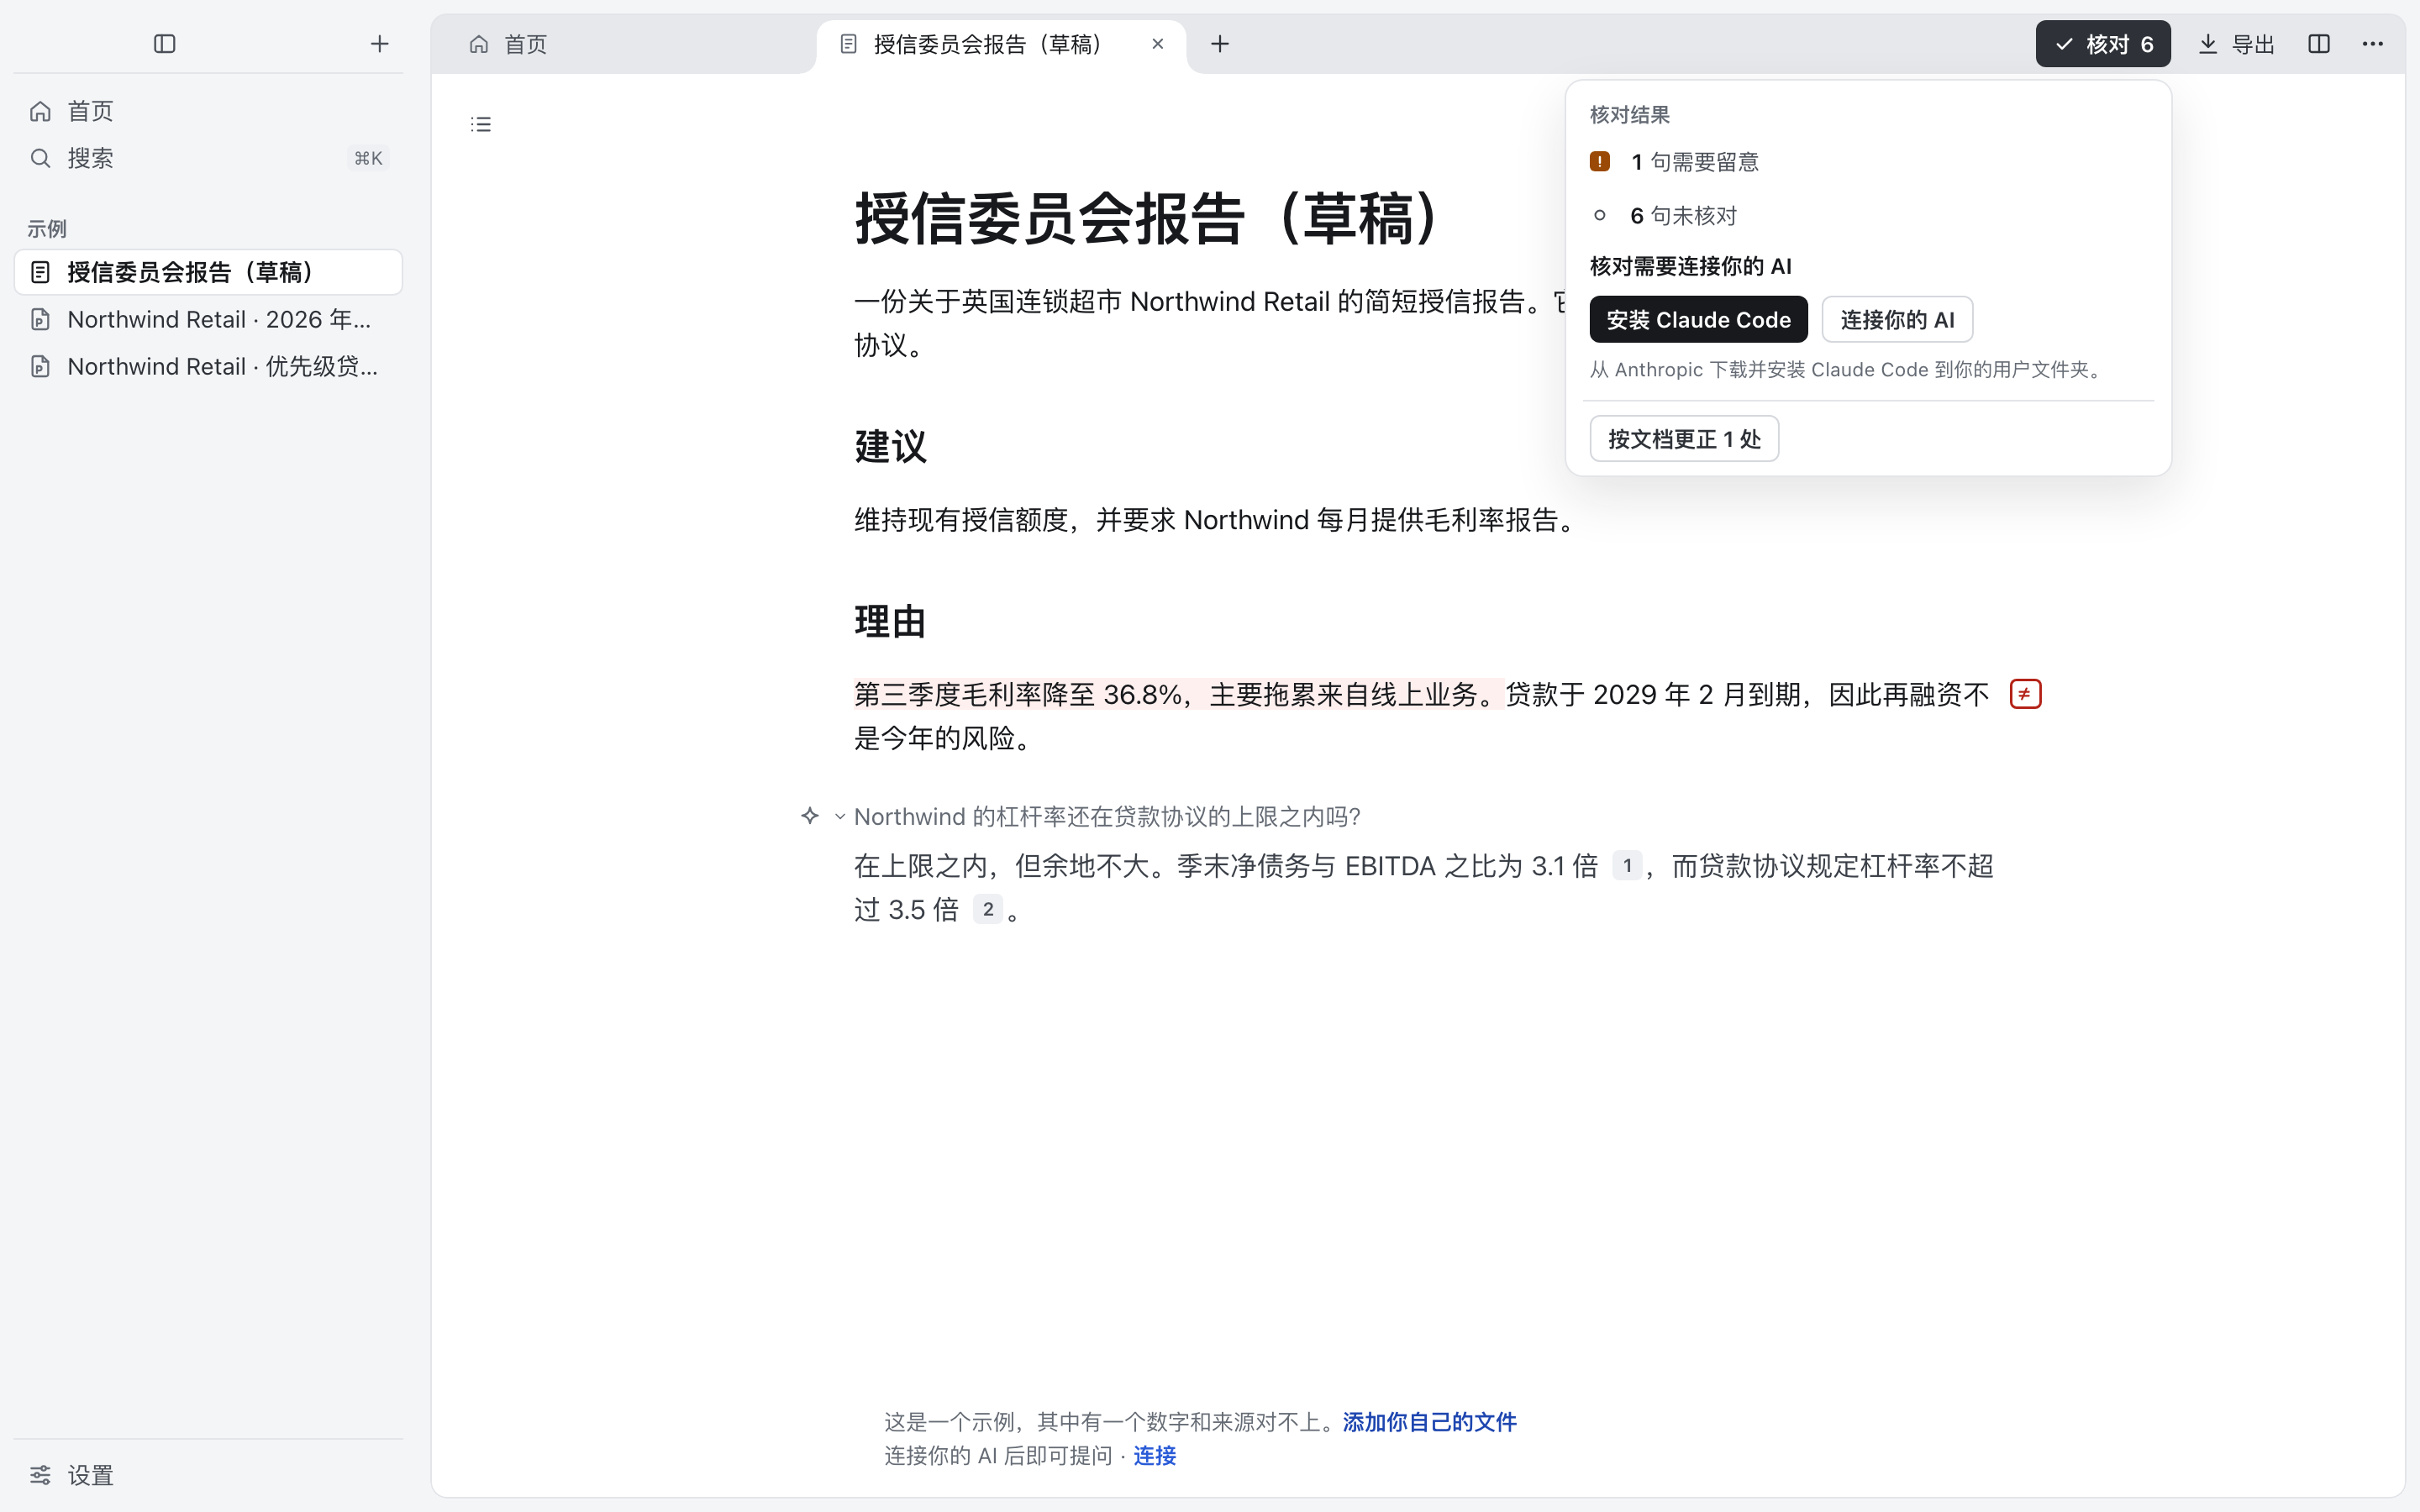 首页
授信委员会报告（草稿）
核对 6
导出
首页
搜索
⌘K
示例
授信委员会报告（草稿）
Northwind Retail · 2026 年...
Northwind Retail · 优先级贷...
设置
核对结果
1 句需要留意
6 句未核对
核对需要连接你的 AI
安装 Claude Code
连接你的 AI
从 Anthropic 下载并安装 Claude Code 到你的用户文件夹。
按文档更正 1 处
授信委员会报告（草稿）
一份关于英国连锁超市 Northwind Retail 的简短授信报告。
协议。
建议
维持现有授信额度，并要求 Northwind 每月提供毛利率报告。
理由
第三季度毛利率降至 36.8%，主要拖累来自线上业务。贷款于 2029 年 2 月到期，因此再融资不 ≠
是今年的风险。
Northwind 的杠杆率还在贷款协议的上限之内吗？
在上限之内，但余地不大。季末净债务与 EBITDA 之比为 3.1 倍 1，而贷款协议规定杠杆率不超
过 3.5 倍 2。
这是一个示例，其中有一个数字和来源对不上。添加你自己的文件
连接你的 AI 后即可提问 · 连接